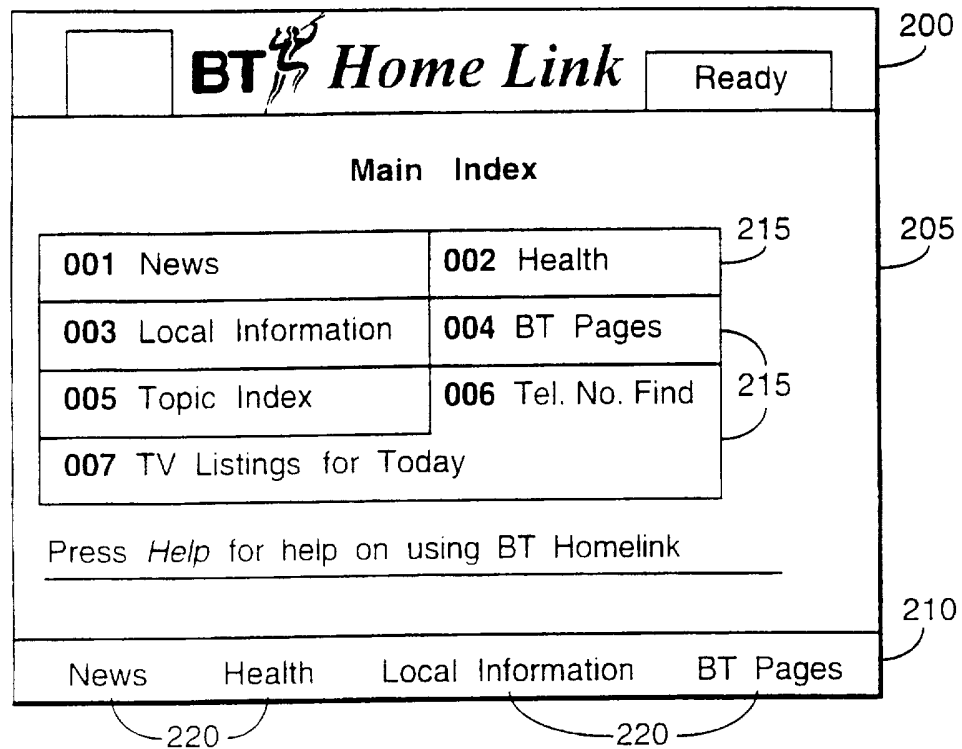 200
BT Home Link Ready
Main Index
215
205
001 News 002 Health
003 Local Information 004 BT Pages
005 Topic Index 006 Tel. No. Find
215
007 TV Listings for Today
Press Help for help on using BT Homelink
210
News Health Local Information BT Pages
220 220